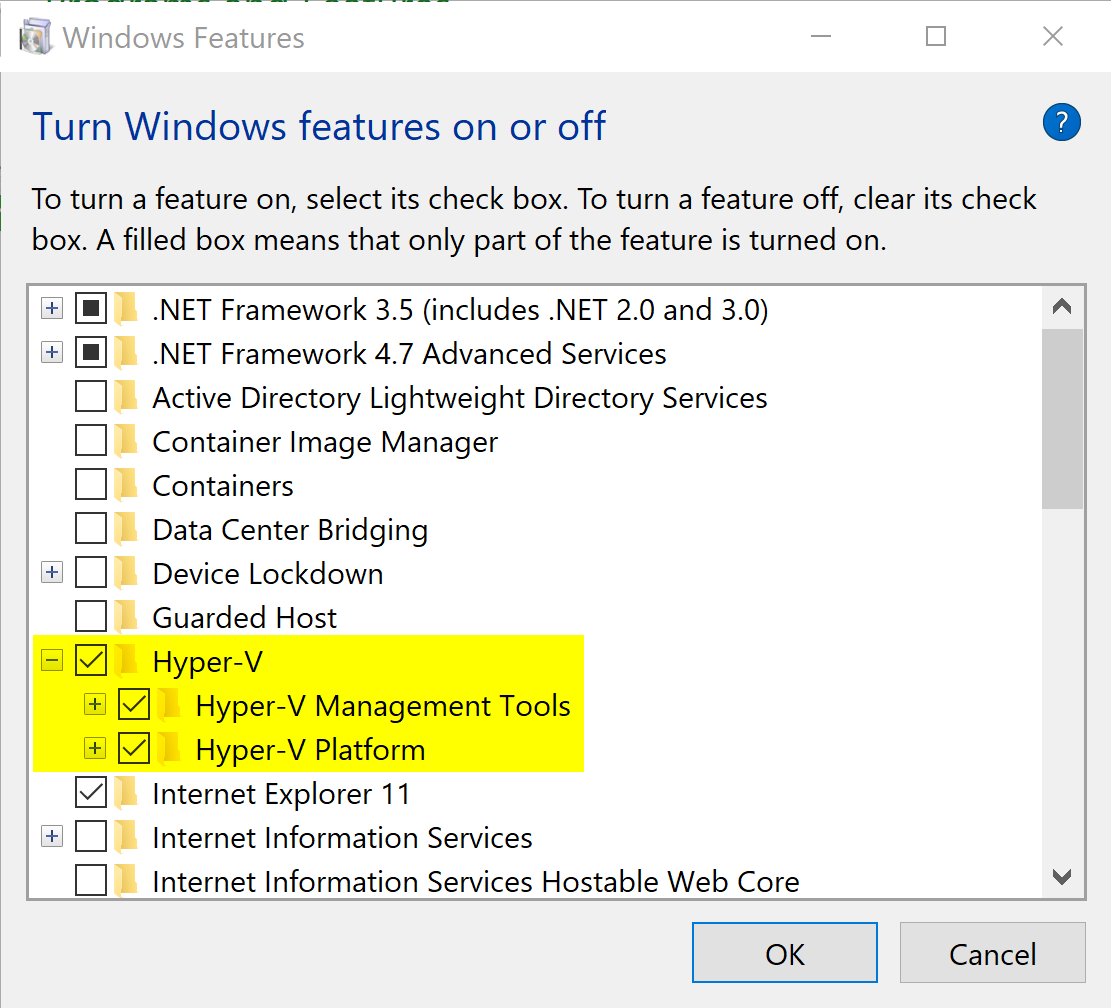 Programs and Features
Windows Features
Turn Windows features on or off
?
To turn a feature on, select its check box. To turn a feature off, clear its check
box. A filled box means that only part of the feature is turned on.
.NET Framework 3.5 (includes .NET 2.0 and 3.0)
.NET Framework 4.7 Advanced Services
Active Directory Lightweight Directory Services
Container Image Manager
Containers
Data Center Bridging
Device Lockdown
Guarded Host
Hyper-V
Hyper-V Management Tools
Hyper-V Platform
Internet Explorer 11
Internet Information Services
Internet Information Services Hostable Web Core
OK
Cancel